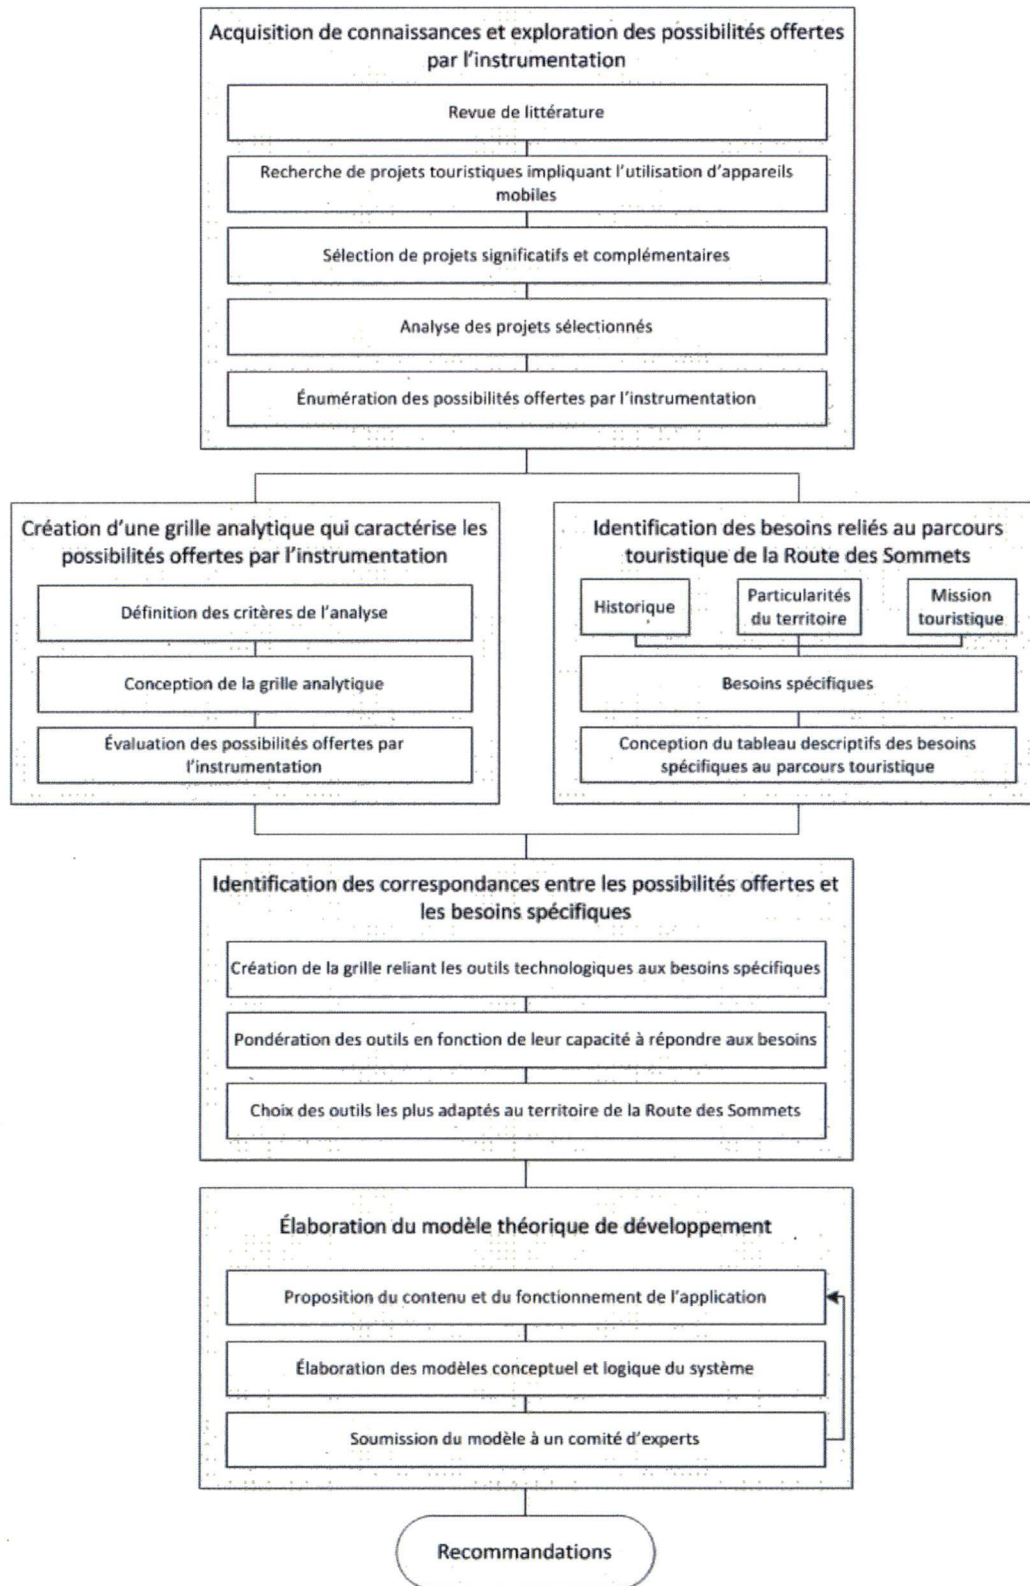 Acquisition de connaissances et exploration des possibilités offertes
par l'instrumentation
Revue de littérature
Recherche de projets touristiques impliquant l'utilisation d'appareils
mobiles
Sélection de projets significatifs et complémentaires
Analyse des projets sélectionnés
Énumération des possibilités offertes par l'instrumentation
Création d'une grille analytique qui caractérise les
possibilités offertes par l'instrumentation
Définition des critères de l'analyse
Conception de la grille analytique
Évaluation des possibilités offertes par
l'instrumentation
Identification des besoins reliés au parcours
touristique de la Route des Sommets
Historique
Particularités
du territoire
Mission
touristique
Besoins spécifiques
Conception du tableau descriptifs des besoins
spécifiques au parcours touristique
Identification des correspondances entre les possibilités offertes et
les besoins spécifiques
Création de la grille reliant les outils technologiques aux besoins spécifiques
Pondération des outils en fonction de leur capacité à répondre aux besoins
Choix des outils les plus adaptés au territoire de la Route des Sommets
Élaboration du modèle théorique de développement
Proposition du contenu et du fonctionnement de l'application
Élaboration des modèles conceptuel et logique du système
Soumission du modèle à un comité d'experts
Recommandations